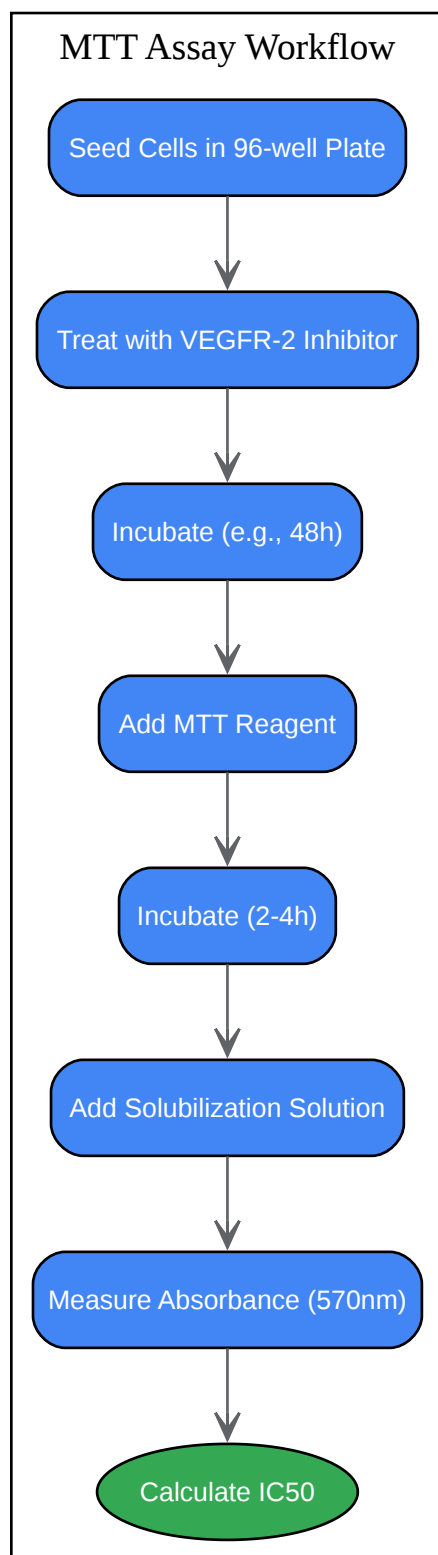 MTT Assay Workflow
Seed Cells in 96-well Plate
Treat with VEGFR-2 Inhibitor
Incubate (e.g., 48h)
Add MTT Reagent
Incubate (2-4h)
Add Solubilization Solution
Measure Absorbance (570nm)
Calculate IC50